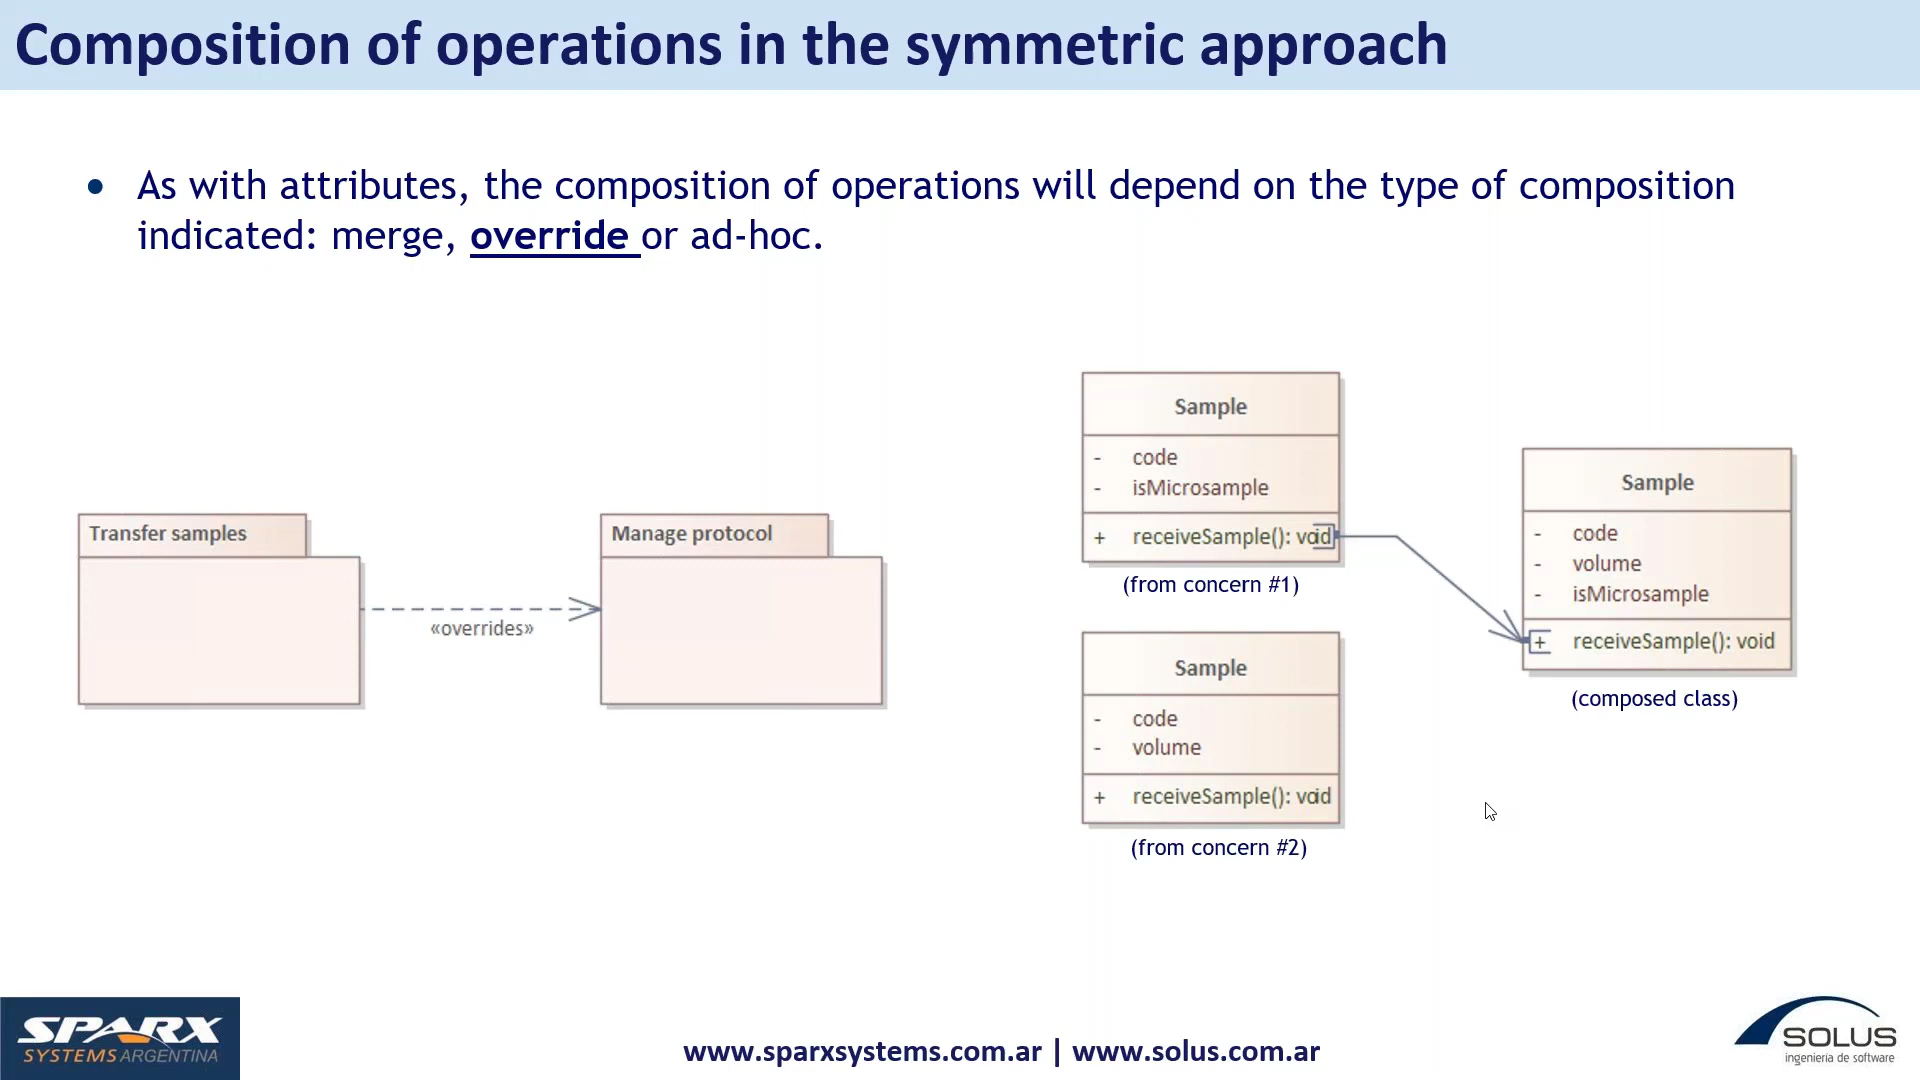 Composition of operations in the symmetric approach
• As with attributes, the composition of operations will depend on the type of composition
indicated: merge, override or ad-hoc.
Transfer samples
«overrides»
Manage protocol
Sample
- code
- isMicrosample
+ receiveSample(): void
(from concern #1)
Sample
- code
- volume
+ receiveSample(): void
(from concern #2)
Sample
- code
- volume
- isMicrosample
+ receiveSample(): void
(composed class)
SPARX
SYSTEMS ARGENTINA
www.sparxsystems.com.ar | www.solus.com.ar
SOLUS
ingenieria de software